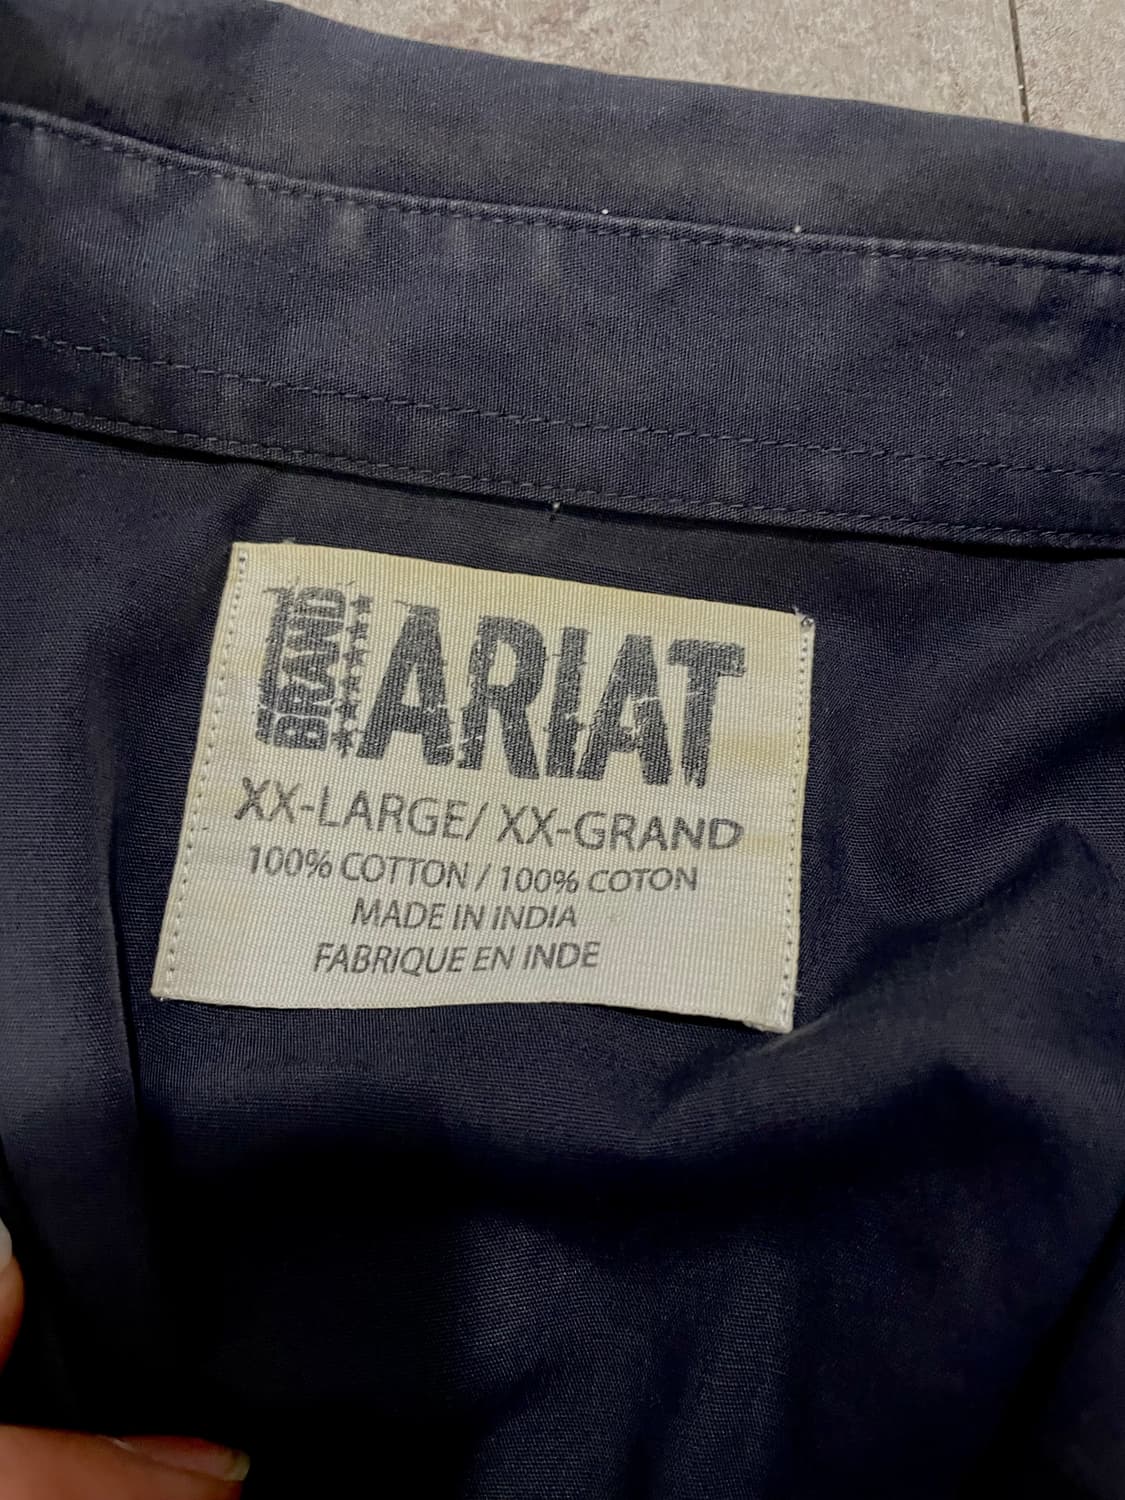 BRAND ARIAT
XX-LARGE/ XX-GRAND
100% COTTON / 100% COTON
MADE IN INDIA
FABRIQUE EN INDE